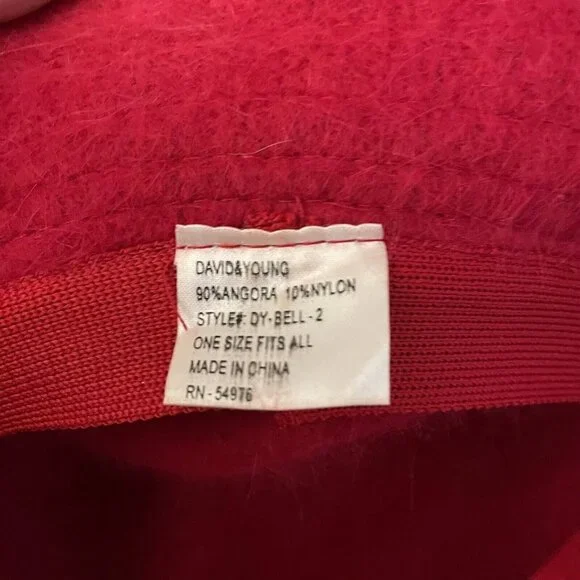 DAVID&YOUNG
90%ANGORA 10%NYLON
STYLE#: DY-BELL-2
ONE SIZE FITS ALL
MADE IN CHINA
RN-54976